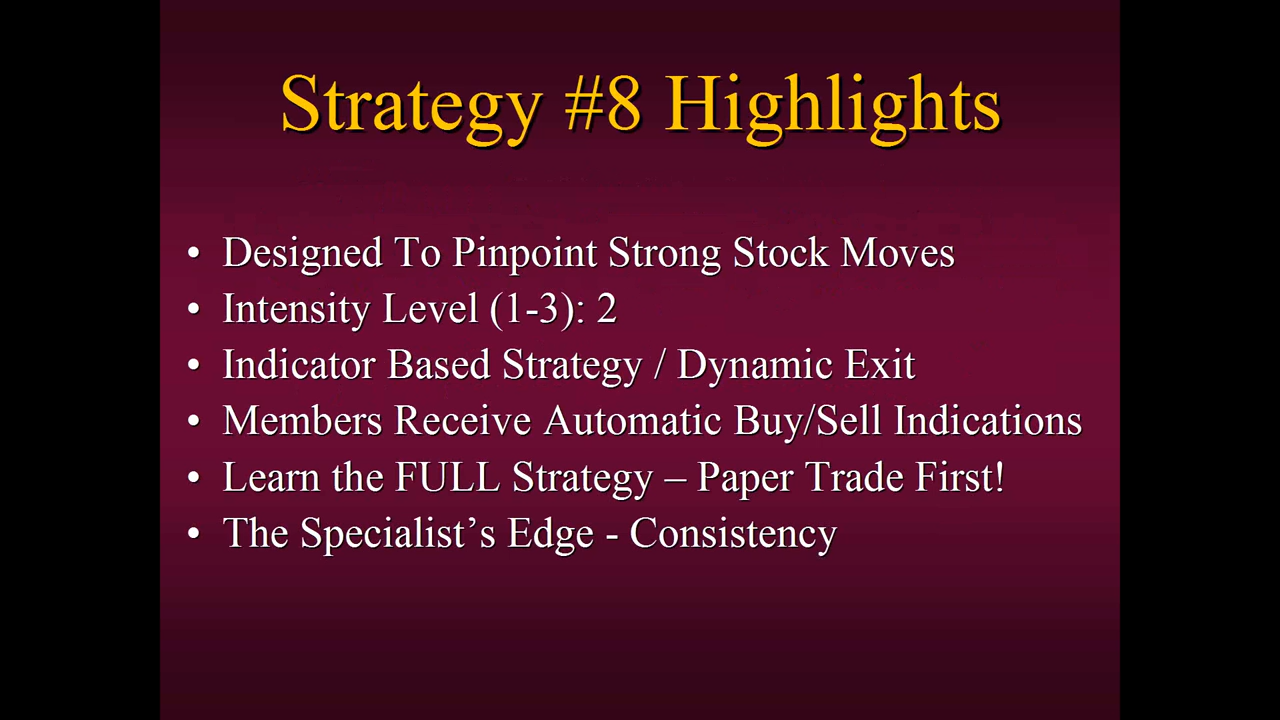 Strategy #8 Highlights
• Designed To Pinpoint Strong Stock Moves
• Intensity Level (1-3): 2
• Indicator Based Strategy / Dynamic Exit
• Members Receive Automatic Buy/Sell Indications
• Learn the FULL Strategy – Paper Trade First!
• The Specialist’s Edge - Consistency